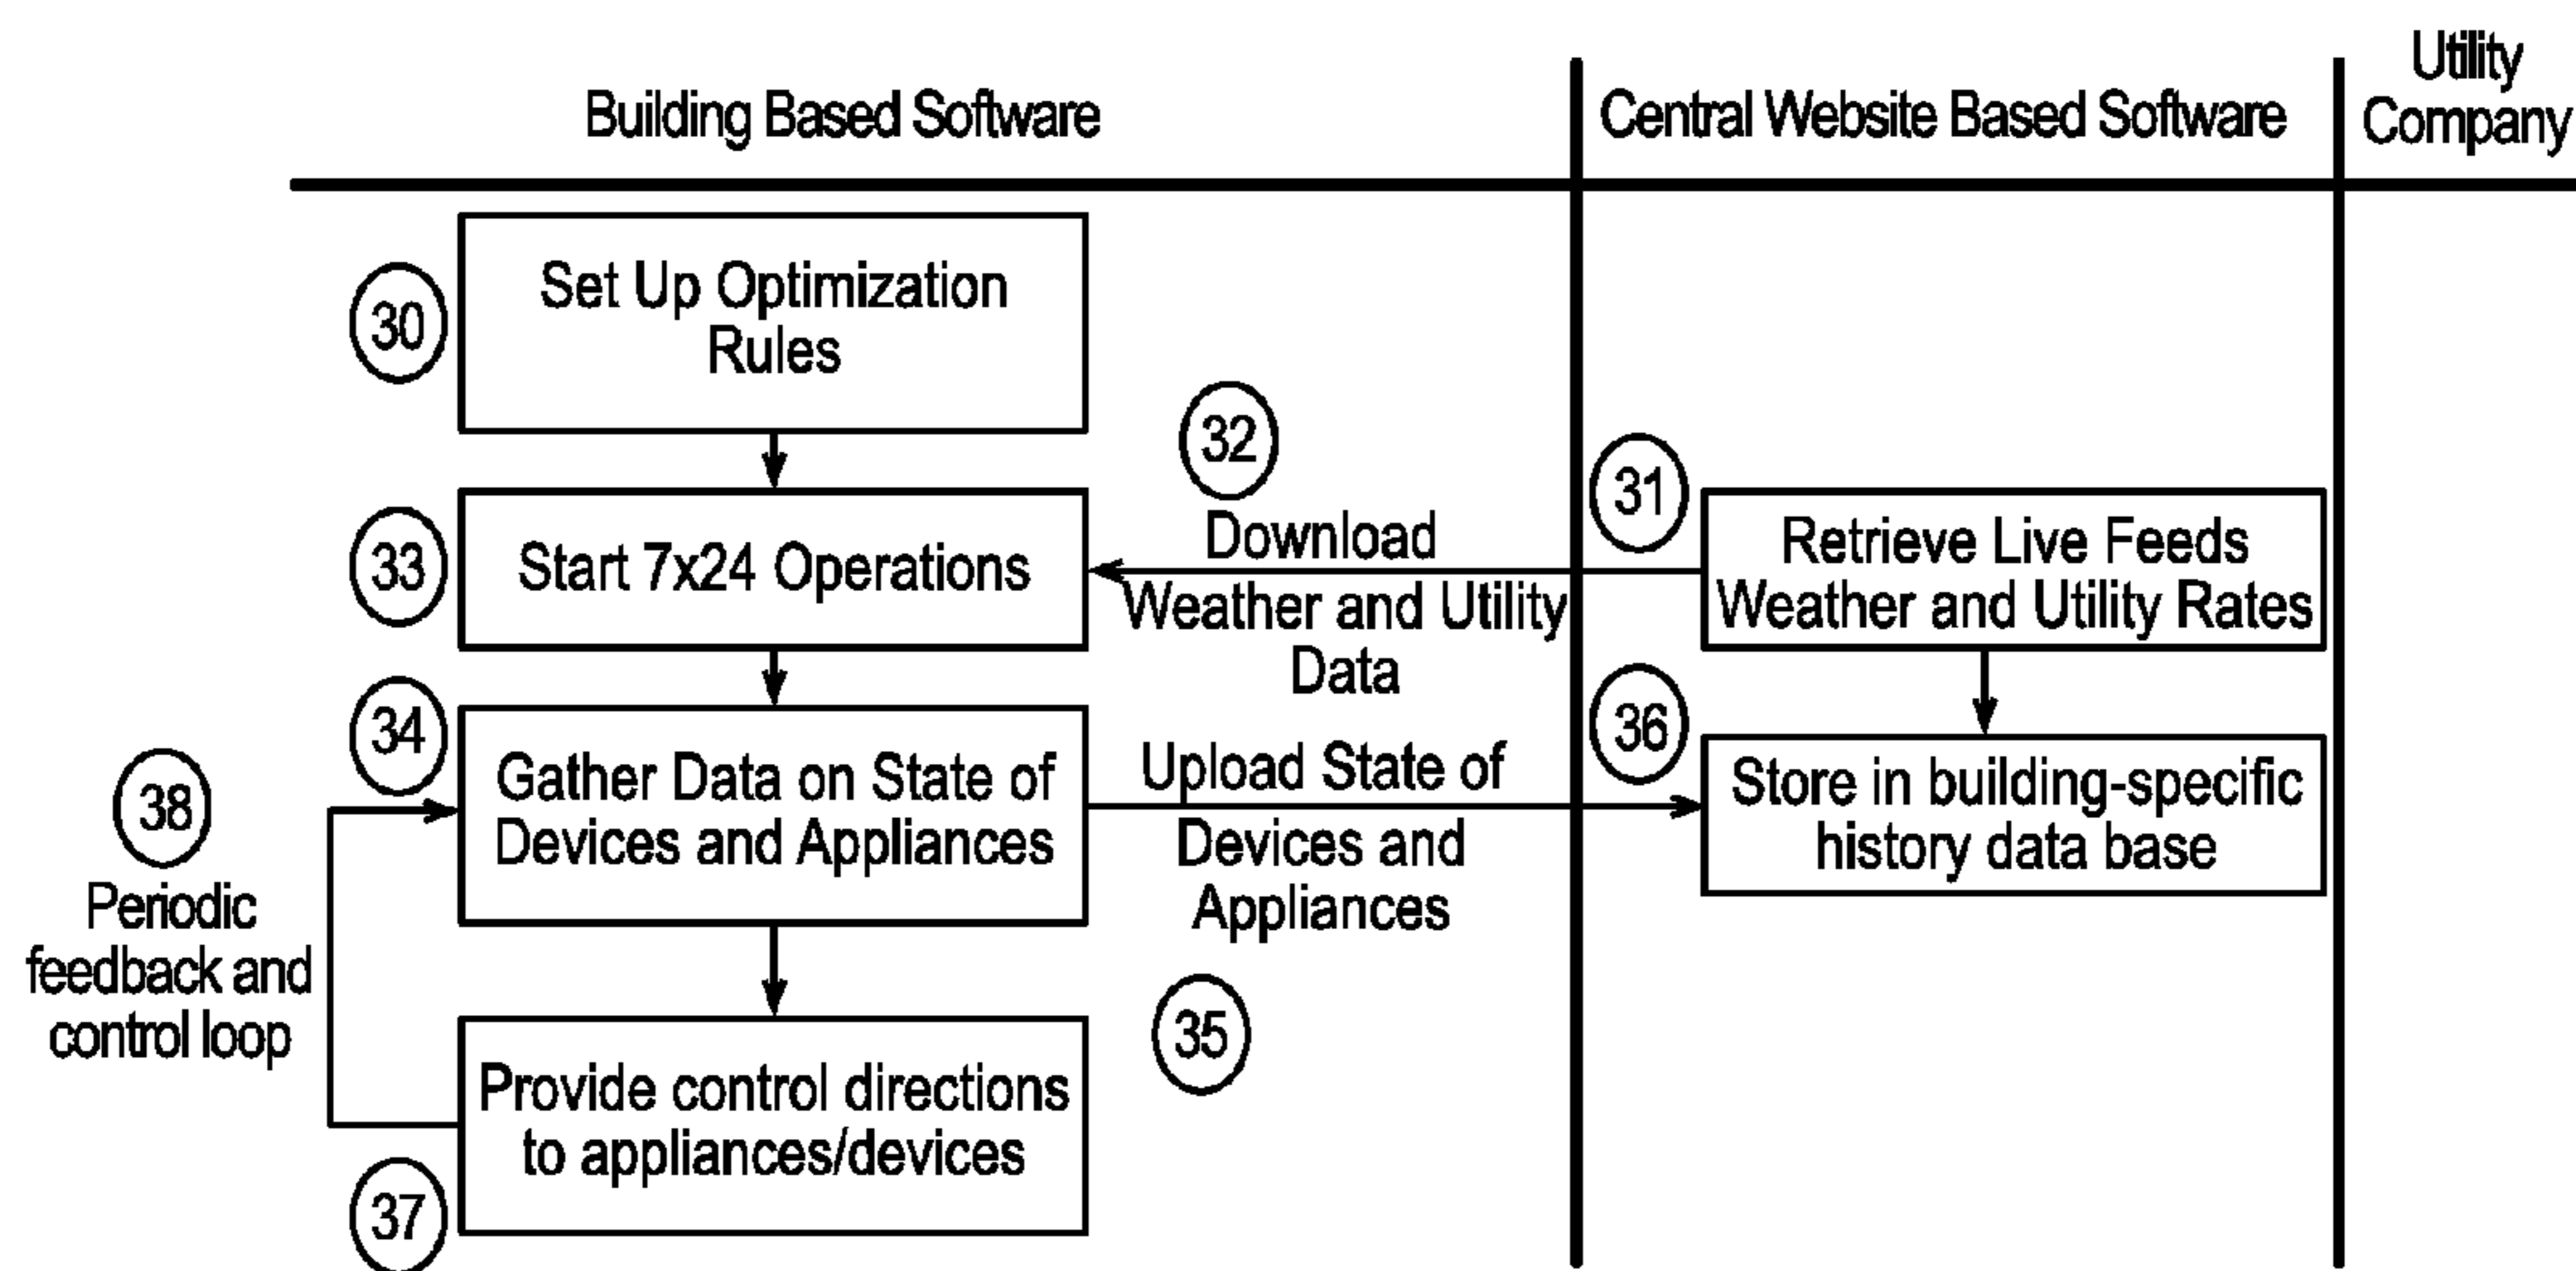 Building Based Software
Central Website Based Software
Utility
Company
30
Set Up Optimization
Rules
32
31
33
Start 7x24 Operations
Download
Weather and Utility
Data
Retrieve Live Feeds
Weather and Utility Rates
34
Gather Data on State of
Devices and Appliances
Upload State of
Devices and
Appliances
35
36
Store in building-specific
history data base
38
Periodic
feedback and
control loop
Provide control directions
to appliances/devices
37